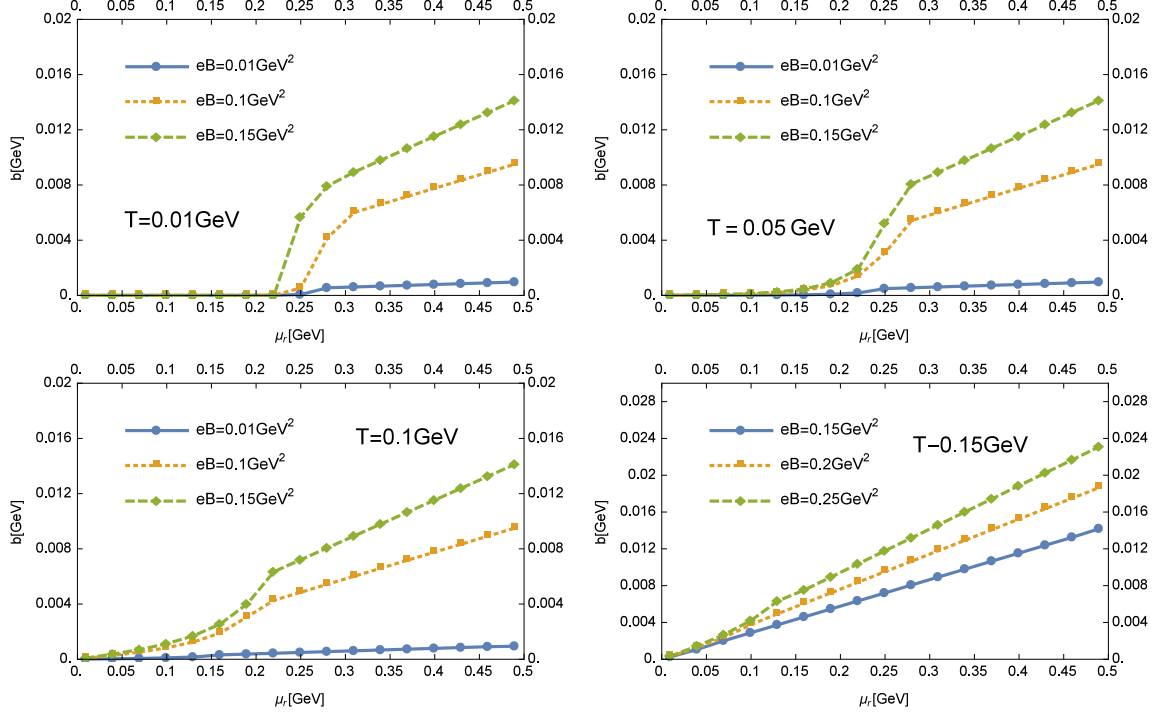 0. 0.05 0.1 0.15 0.2 0.25 0.3 0.35 0.4 0.45 0.5
0.02 0.02
0.016 0.016
0.012 0.012
0.008 0.008
0.004 0.004
0. 0.
b[GeV]
eB=0.01GeV²
eB=0.1GeV²
eB=0.15GeV²
T=0.01GeV
0. 0.05 0.1 0.15 0.2 0.25 0.3 0.35 0.4 0.45 0.5
μr[GeV]
0. 0.05 0.1 0.15 0.2 0.25 0.3 0.35 0.4 0.45 0.5
0.02 0.02
0.016 0.016
0.012 0.012
0.008 0.008
0.004 0.004
0. 0.
b[GeV]
eB=0.01GeV²
eB=0.1GeV²
eB=0.15GeV²
T = 0.05 GeV
0. 0.05 0.1 0.15 0.2 0.25 0.3 0.35 0.4 0.45 0.5
μr[GeV]
0. 0.05 0.1 0.15 0.2 0.25 0.3 0.35 0.4 0.45 0.5
0.02 0.02
0.016 0.016
0.012 0.012
0.008 0.008
0.004 0.004
0. 0.
b[GeV]
eB=0.01GeV²
eB=0.1GeV²
eB=0.15GeV²
T=0.1GeV
0. 0.05 0.1 0.15 0.2 0.25 0.3 0.35 0.4 0.45 0.5
μr[GeV]
0. 0.05 0.1 0.15 0.2 0.25 0.3 0.35 0.4 0.45 0.5
0.028 0.028
0.024 0.024
0.02 0.02
0.016 0.016
0.012 0.012
0.008 0.008
0.004 0.004
0. 0.
b[GeV]
eB=0.15GeV²
eB=0.2GeV²
eB=0.25GeV²
T−0.15GeV
0. 0.05 0.1 0.15 0.2 0.25 0.3 0.35 0.4 0.45 0.5
μr[GeV]